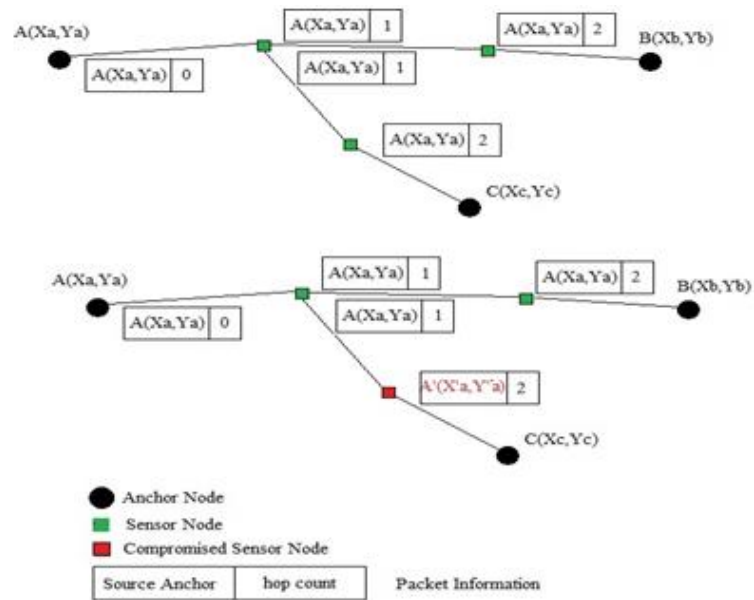 A(Xa,Ya)
A(Xa,Ya) 1
A(Xa,Ya) 2
B(Xb,Yb)
A(Xa,Ya) 0
A(Xa,Ya) 1
A(Xa,Ya) 2
C(Xc,Yc)
A(Xa,Ya)
A(Xa,Ya) 1
A(Xa,Ya) 2
B(Xb,Yb)
A(Xa,Ya) 0
A(Xa,Ya) 1
A'(X'a,Y'a) 2
C(Xc,Yc)
Anchor Node
Sensor Node
Compromised Sensor Node
Source Anchor hop count Packet Information